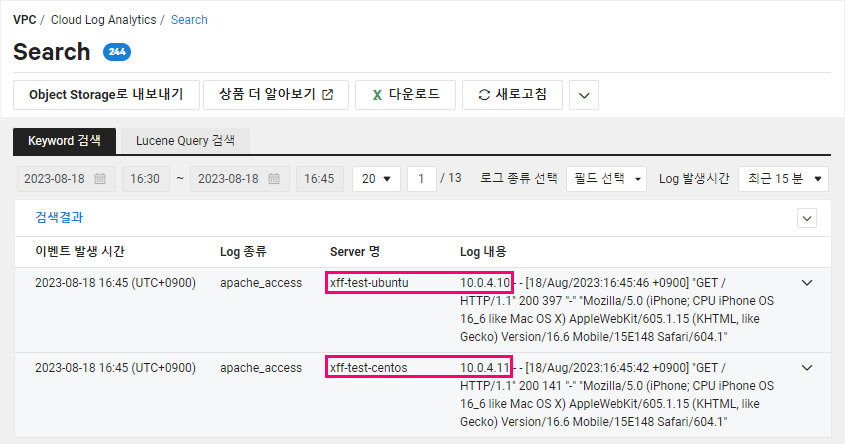 VPC / Cloud Log Analytics / Search
Search 244
Object Storage로 내보내기 상품 더 알아보기 다운로드 새로고침
Keyword 검색 Lucene Query 검색
2023-08-18 16:30 ~ 2023-08-18 16:45 20 1 / 13 로그 종류 선택 필드 선택 Log 발생시간 최근 15 분
검색결과
이벤트 발생 시간 Log 종류 Server 명 Log 내용
2023-08-18 16:45 (UTC+0900) apache_access xff-test-ubuntu 10.0.4.10 - - [18/Aug/2023:16:45:46 +0900] "GET /
HTTP/1.1" 200 397 "-" "Mozilla/5.0 (iPhone; CPU iPhone OS
16_6 like Mac OS X) AppleWebKit/605.1.15 (KHTML, like
Gecko) Version/16.6 Mobile/15E148 Safari/604.1"
2023-08-18 16:45 (UTC+0900) apache_access xff-test-centos 10.0.4.11 - - [18/Aug/2023:16:45:42 +0900] "GET /
HTTP/1.1" 200 141 "-" "Mozilla/5.0 (iPhone; CPU iPhone OS
16_6 like Mac OS X) AppleWebKit/605.1.15 (KHTML, like
Gecko) Version/16.6 Mobile/15E148 Safari/604.1"